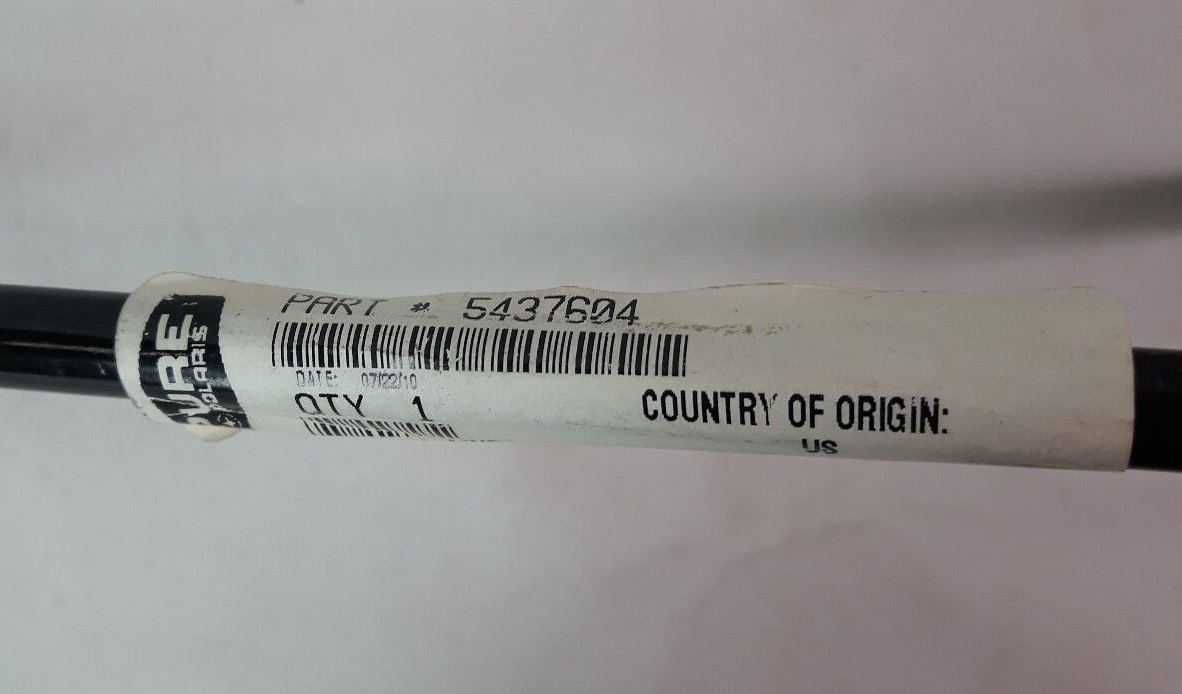 PURE
POLARIS
PART # 5437604
DATE: 07/22/10
QTY 1
COUNTRY OF ORIGIN:
US